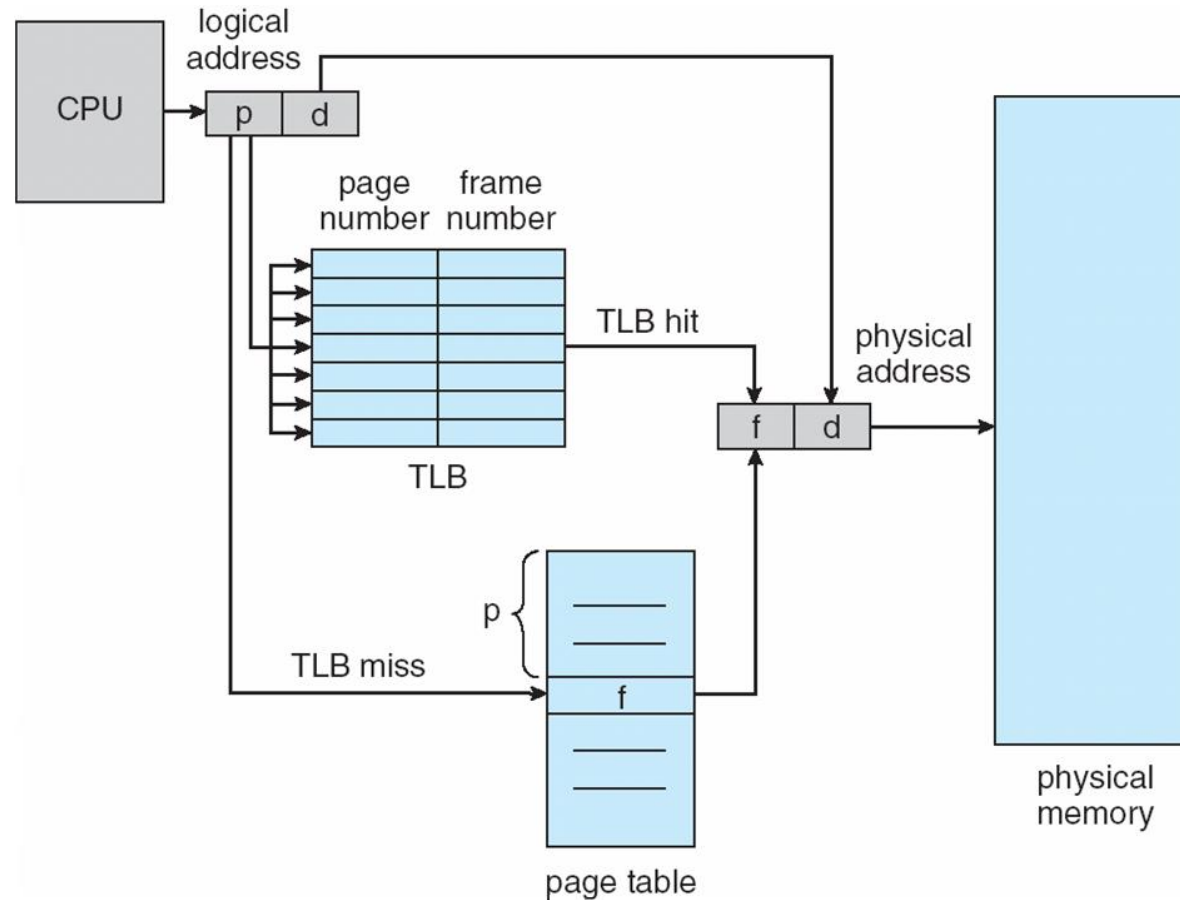 logical
address
CPU
p
d
page
number
frame
number
TLB hit
physical
address
f
d
TLB
p
TLB miss
f
physical
memory
page table